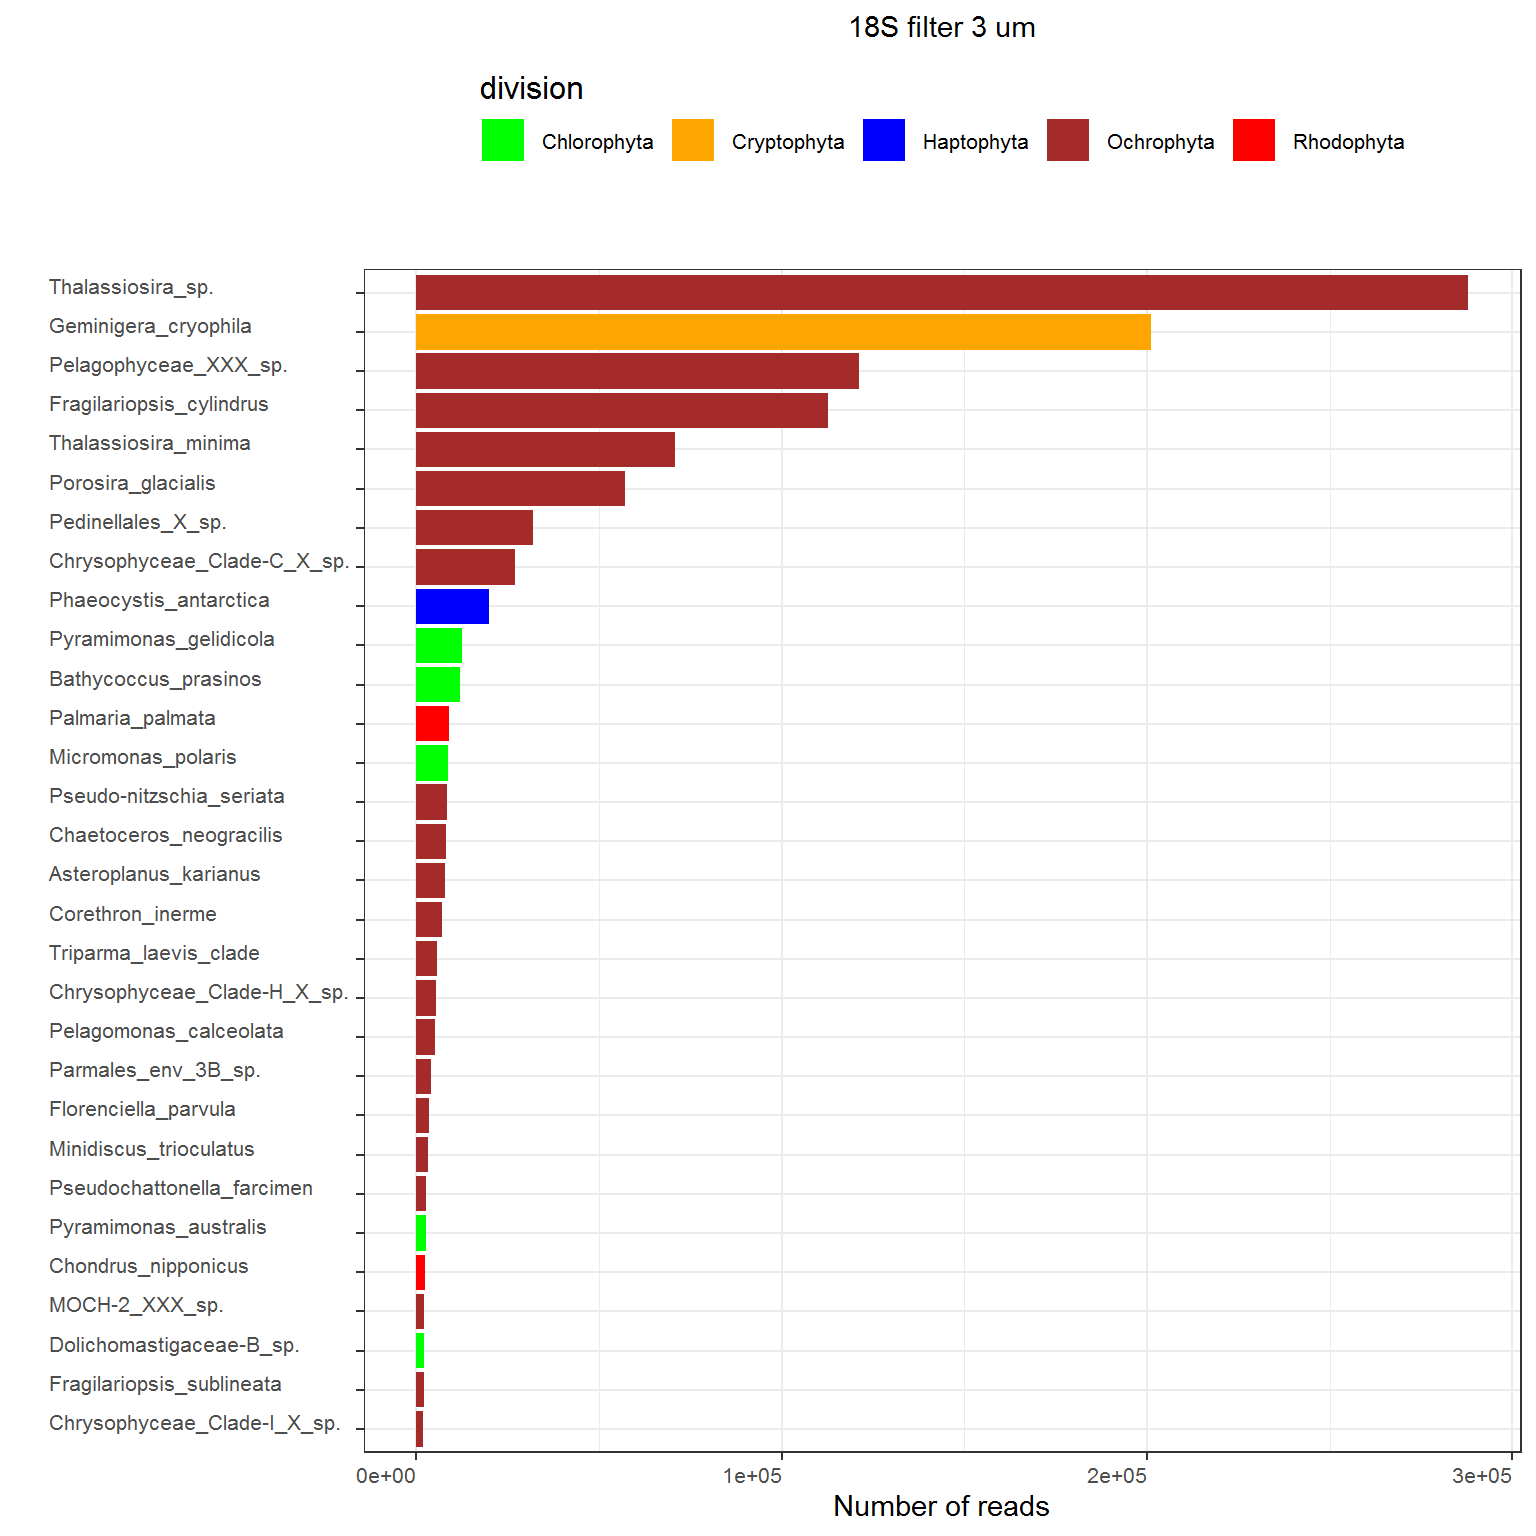 18S filter 3 um
division
Chlorophyta Cryptophyta Haptophyta Ochrophyta Rhodophyta
Thalassiosira_sp.
Geminigera_cryophila
Pelagophyceae_XXX_sp.
Fragilariopsis_cylindrus
Thalassiosira_minima
Porosira_glacialis
Pedinellales_X_sp.
Chrysophyceae_Clade-C_X_sp.
Phaeocystis_antarctica
Pyramimonas_gelidicola
Bathycoccus_prasinos
Palmaria_palmata
Micromonas_polaris
Pseudo-nitzschia_seriata
Chaetoceros_neogracilis
Asteroplanus_karianus
Corethron_inerme
Triparma_laevis_clade
Chrysophyceae_Clade-H_X_sp.
Pelagomonas_calceolata
Parmales_env_3B_sp.
Florenciella_parvula
Minidiscus_trioculatus
Pseudochattonella_farcimen
Pyramimonas_australis
Chondrus_nipponicus
MOCH-2_XXX_sp.
Dolichomastigaceae-B_sp.
Fragilariopsis_sublineata
Chrysophyceae_Clade-I_X_sp.
0e+00 1e+05 2e+05 3e+05
Number of reads